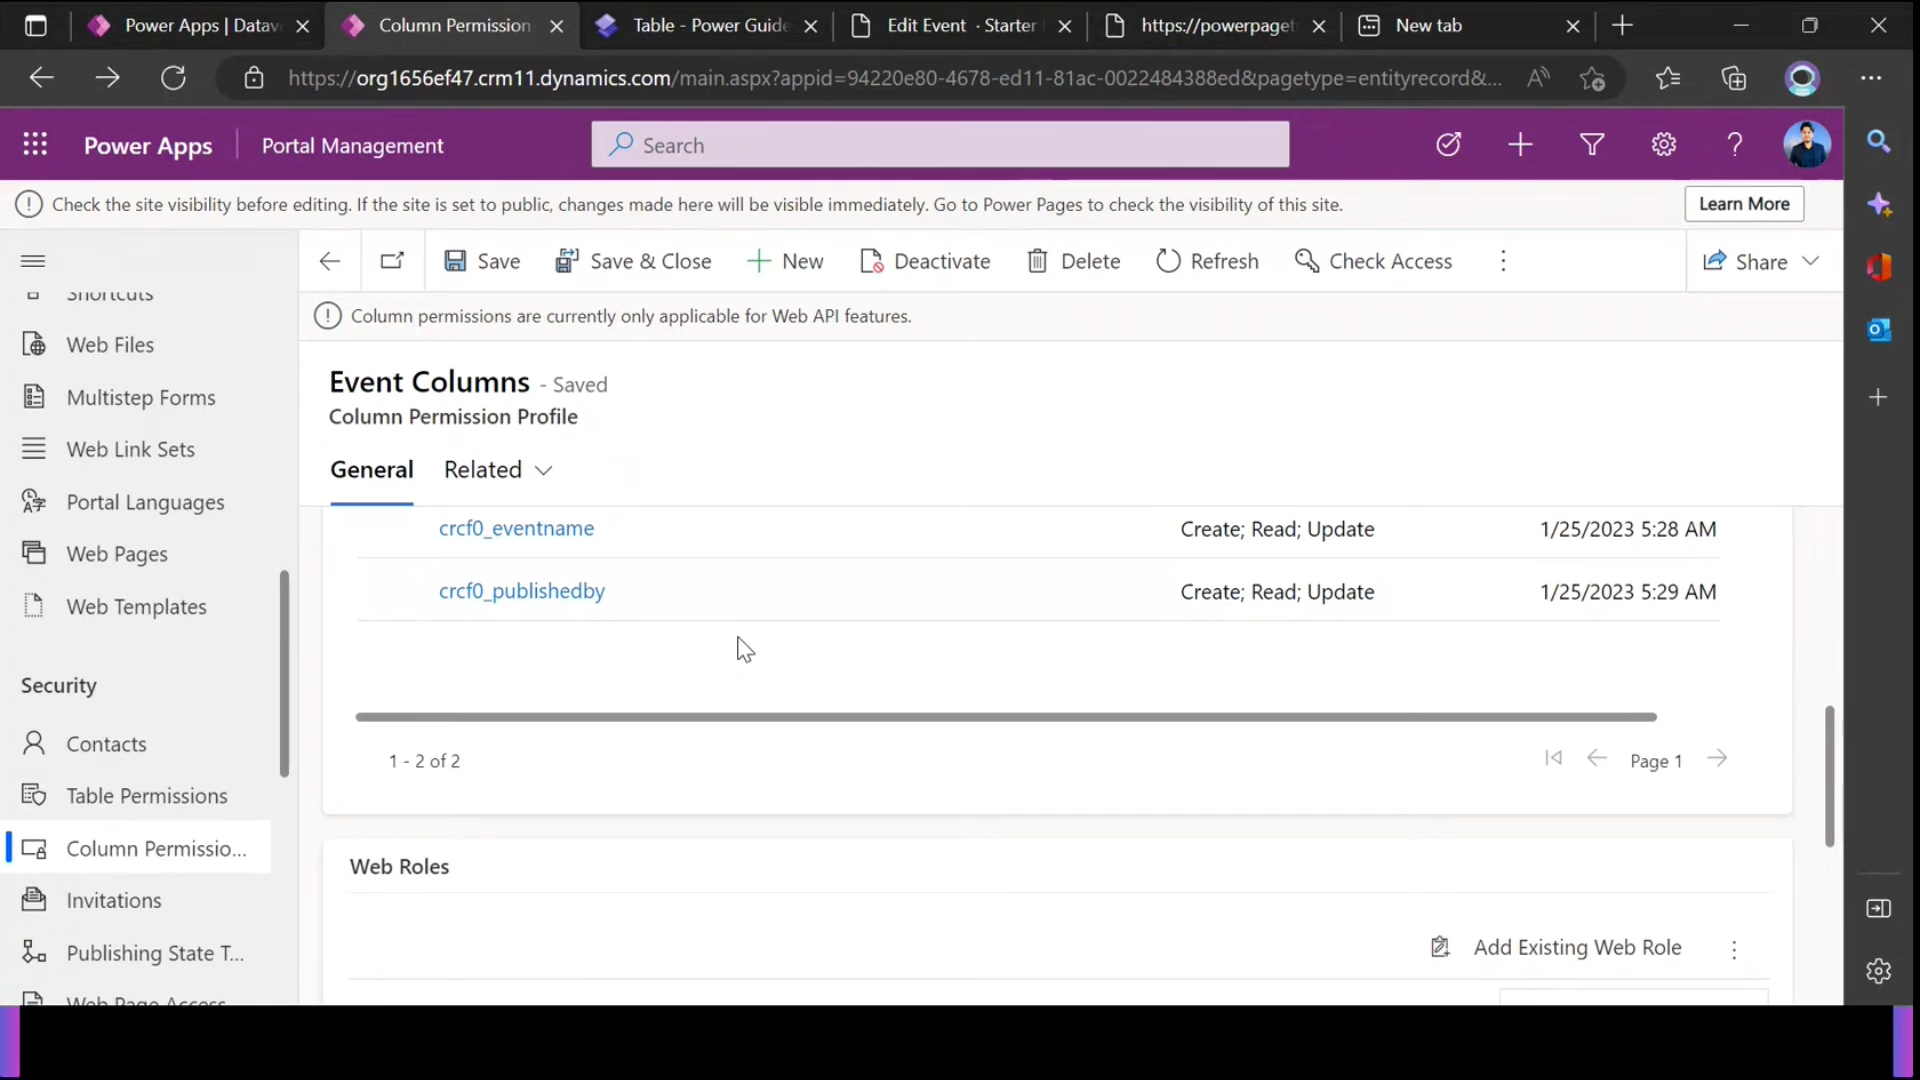 Power Apps | Datav
Column Permission
Table - Power Guide
Edit Event · Starter
https://powerpaget
New tab
https://org1656ef47.crm11.dynamics.com/main.aspx?appid=94220e80-4678-ed11-81ac-0022484388ed&pagetype=entityrecord&...
Power Apps
Portal Management
Search
Check the site visibility before editing. If the site is set to public, changes made here will be visible immediately. Go to Power Pages to check the visibility of this site.
Learn More
Save
Save & Close
New
Deactivate
Delete
Refresh
Check Access
Share
Column permissions are currently only applicable for Web API features.
Shortcuts
Web Files
Multistep Forms
Web Link Sets
Portal Languages
Web Pages
Web Templates
Security
Contacts
Table Permissions
Column Permissio...
Invitations
Publishing State T...
Web Page Access
Event Columns - Saved
Column Permission Profile
General
Related
crcf0_eventname
Create; Read; Update
1/25/2023 5:28 AM
crcf0_publishedby
Create; Read; Update
1/25/2023 5:29 AM
1 - 2 of 2
Page 1
Web Roles
Add Existing Web Role